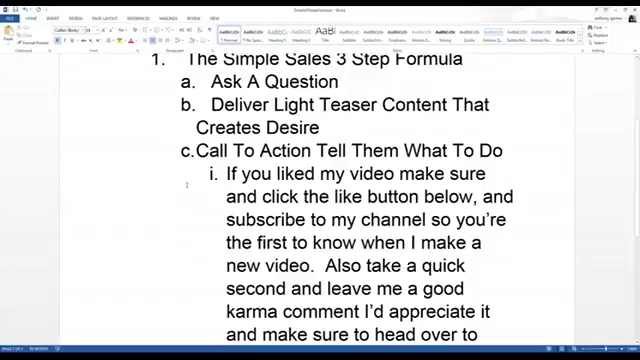 1. The Simple Sales 3 Step Formula
a. Ask A Question
b. Deliver Light Teaser Content That
Creates Desire
c. Call To Action Tell Them What To Do
i. If you liked my video make sure
and click the like button below, and
subscribe to my channel so you're
the first to know when I make a
new video. Also take a quick
second and leave me a good
karma comment I'd appreciate it
and make sure to head over to